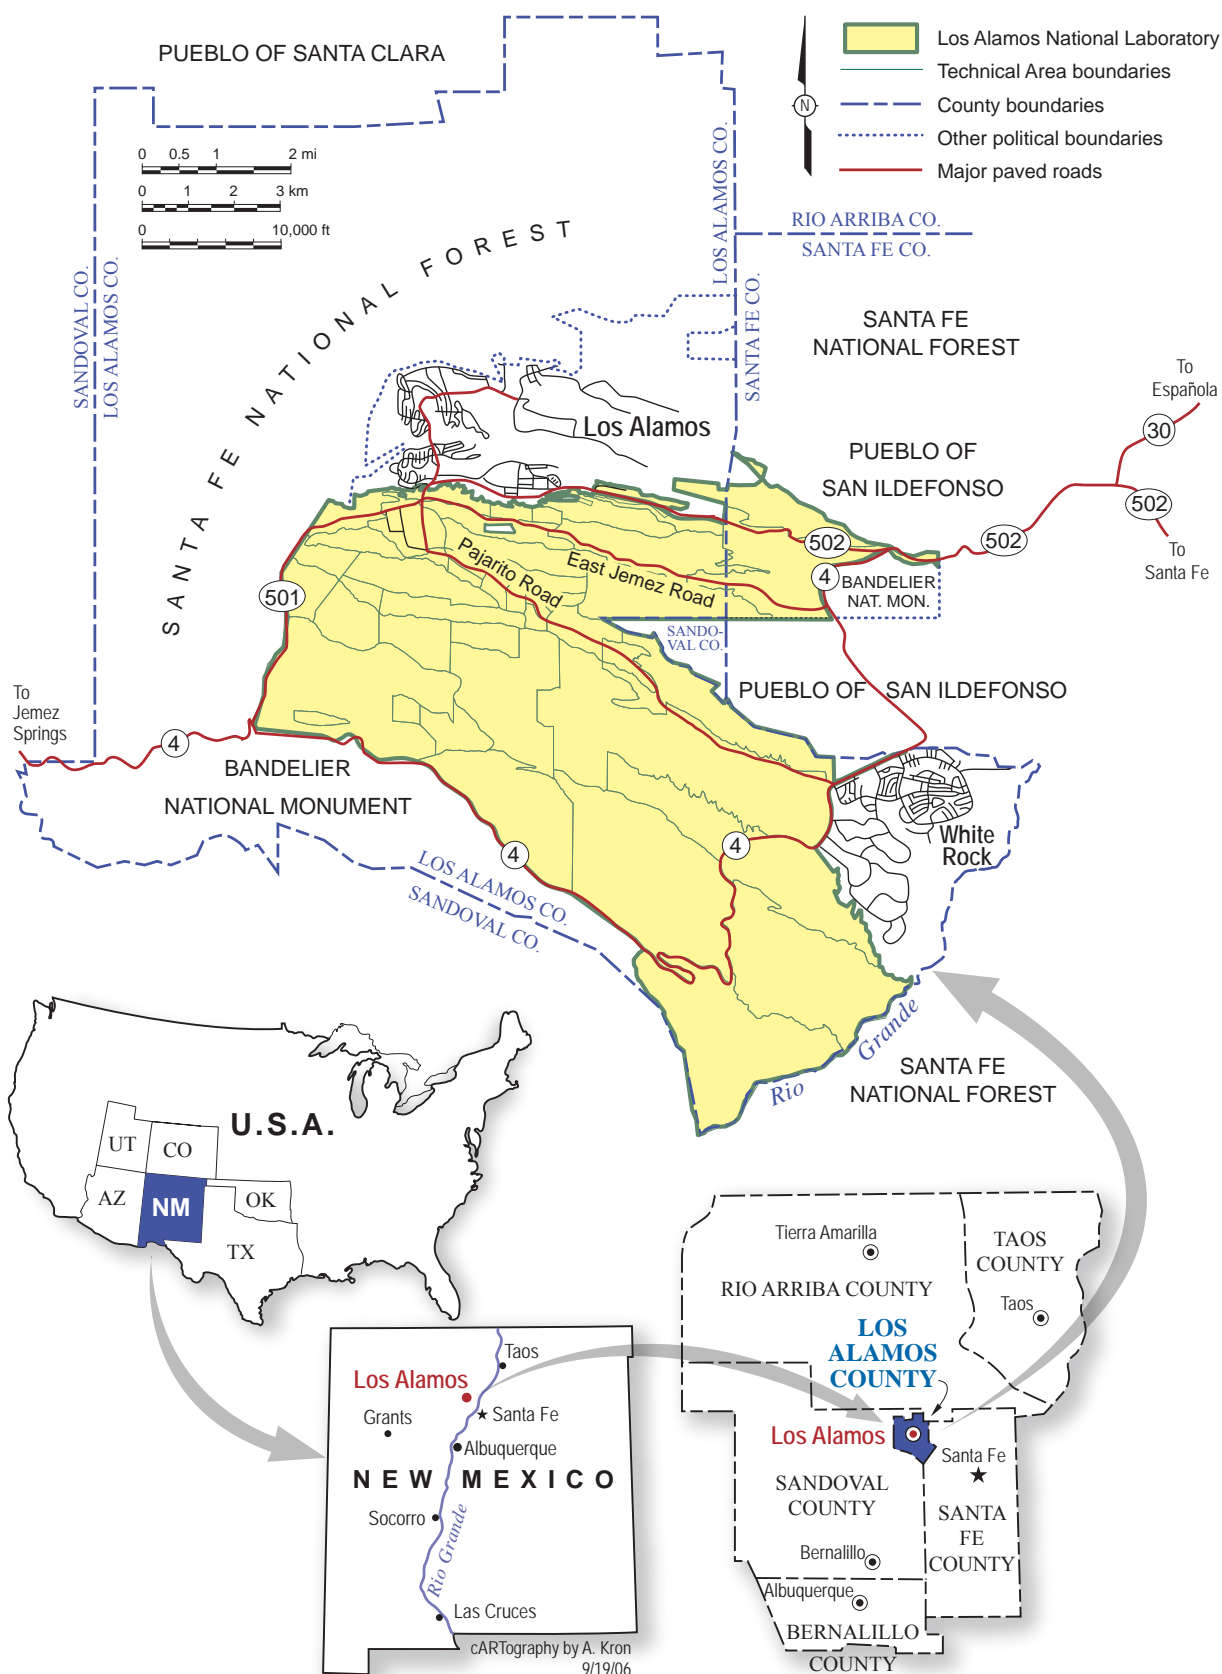 PUEBLO OF SANTA CLARA
Los Alamos National Laboratory
Technical Area boundaries
County boundaries
Other political boundaries
Major paved roads
N
0 0.5 1 2 mi
0 1 2 3 km
0 10,000 ft
SANTA FE NATIONAL FOREST
SANDOVAL CO.
LOS ALAMOS CO.
LOS ALAMOS CO.
SANTA FE CO.
RIO ARRIBA CO.
SANTA FE CO.
SANTA FE
NATIONAL FOREST
To
Española
30
Los Alamos
PUEBLO OF
SAN ILDEFONSO
502
502
502
To
Santa Fe
Pajarito Road
East Jemez Road
4
BANDELIER
NAT. MON.
501
SANDO-
VAL CO.
PUEBLO OF SAN ILDEFONSO
To
Jemez
Springs
4
BANDELIER
NATIONAL MONUMENT
White
Rock
4
4
LOS ALAMOS CO.
SANDOVAL CO.
Rio Grande
SANTA FE
NATIONAL FOREST
U.S.A.
UT
CO
AZ
NM
OK
TX
Tierra Amarilla
TAOS
COUNTY
RIO ARRIBA COUNTY
Taos
LOS
ALAMOS
COUNTY
Taos
Los Alamos
Grants
Santa Fe
Albuquerque
NEW MEXICO
Socorro
Rio Grande
Las Cruces
cARTography by A. Kron
9/19/06
Los Alamos
Santa Fe
SANDOVAL
COUNTY
SANTA
FE
COUNTY
Bernalillo
Albuquerque
BERNALILLO
COUNTY